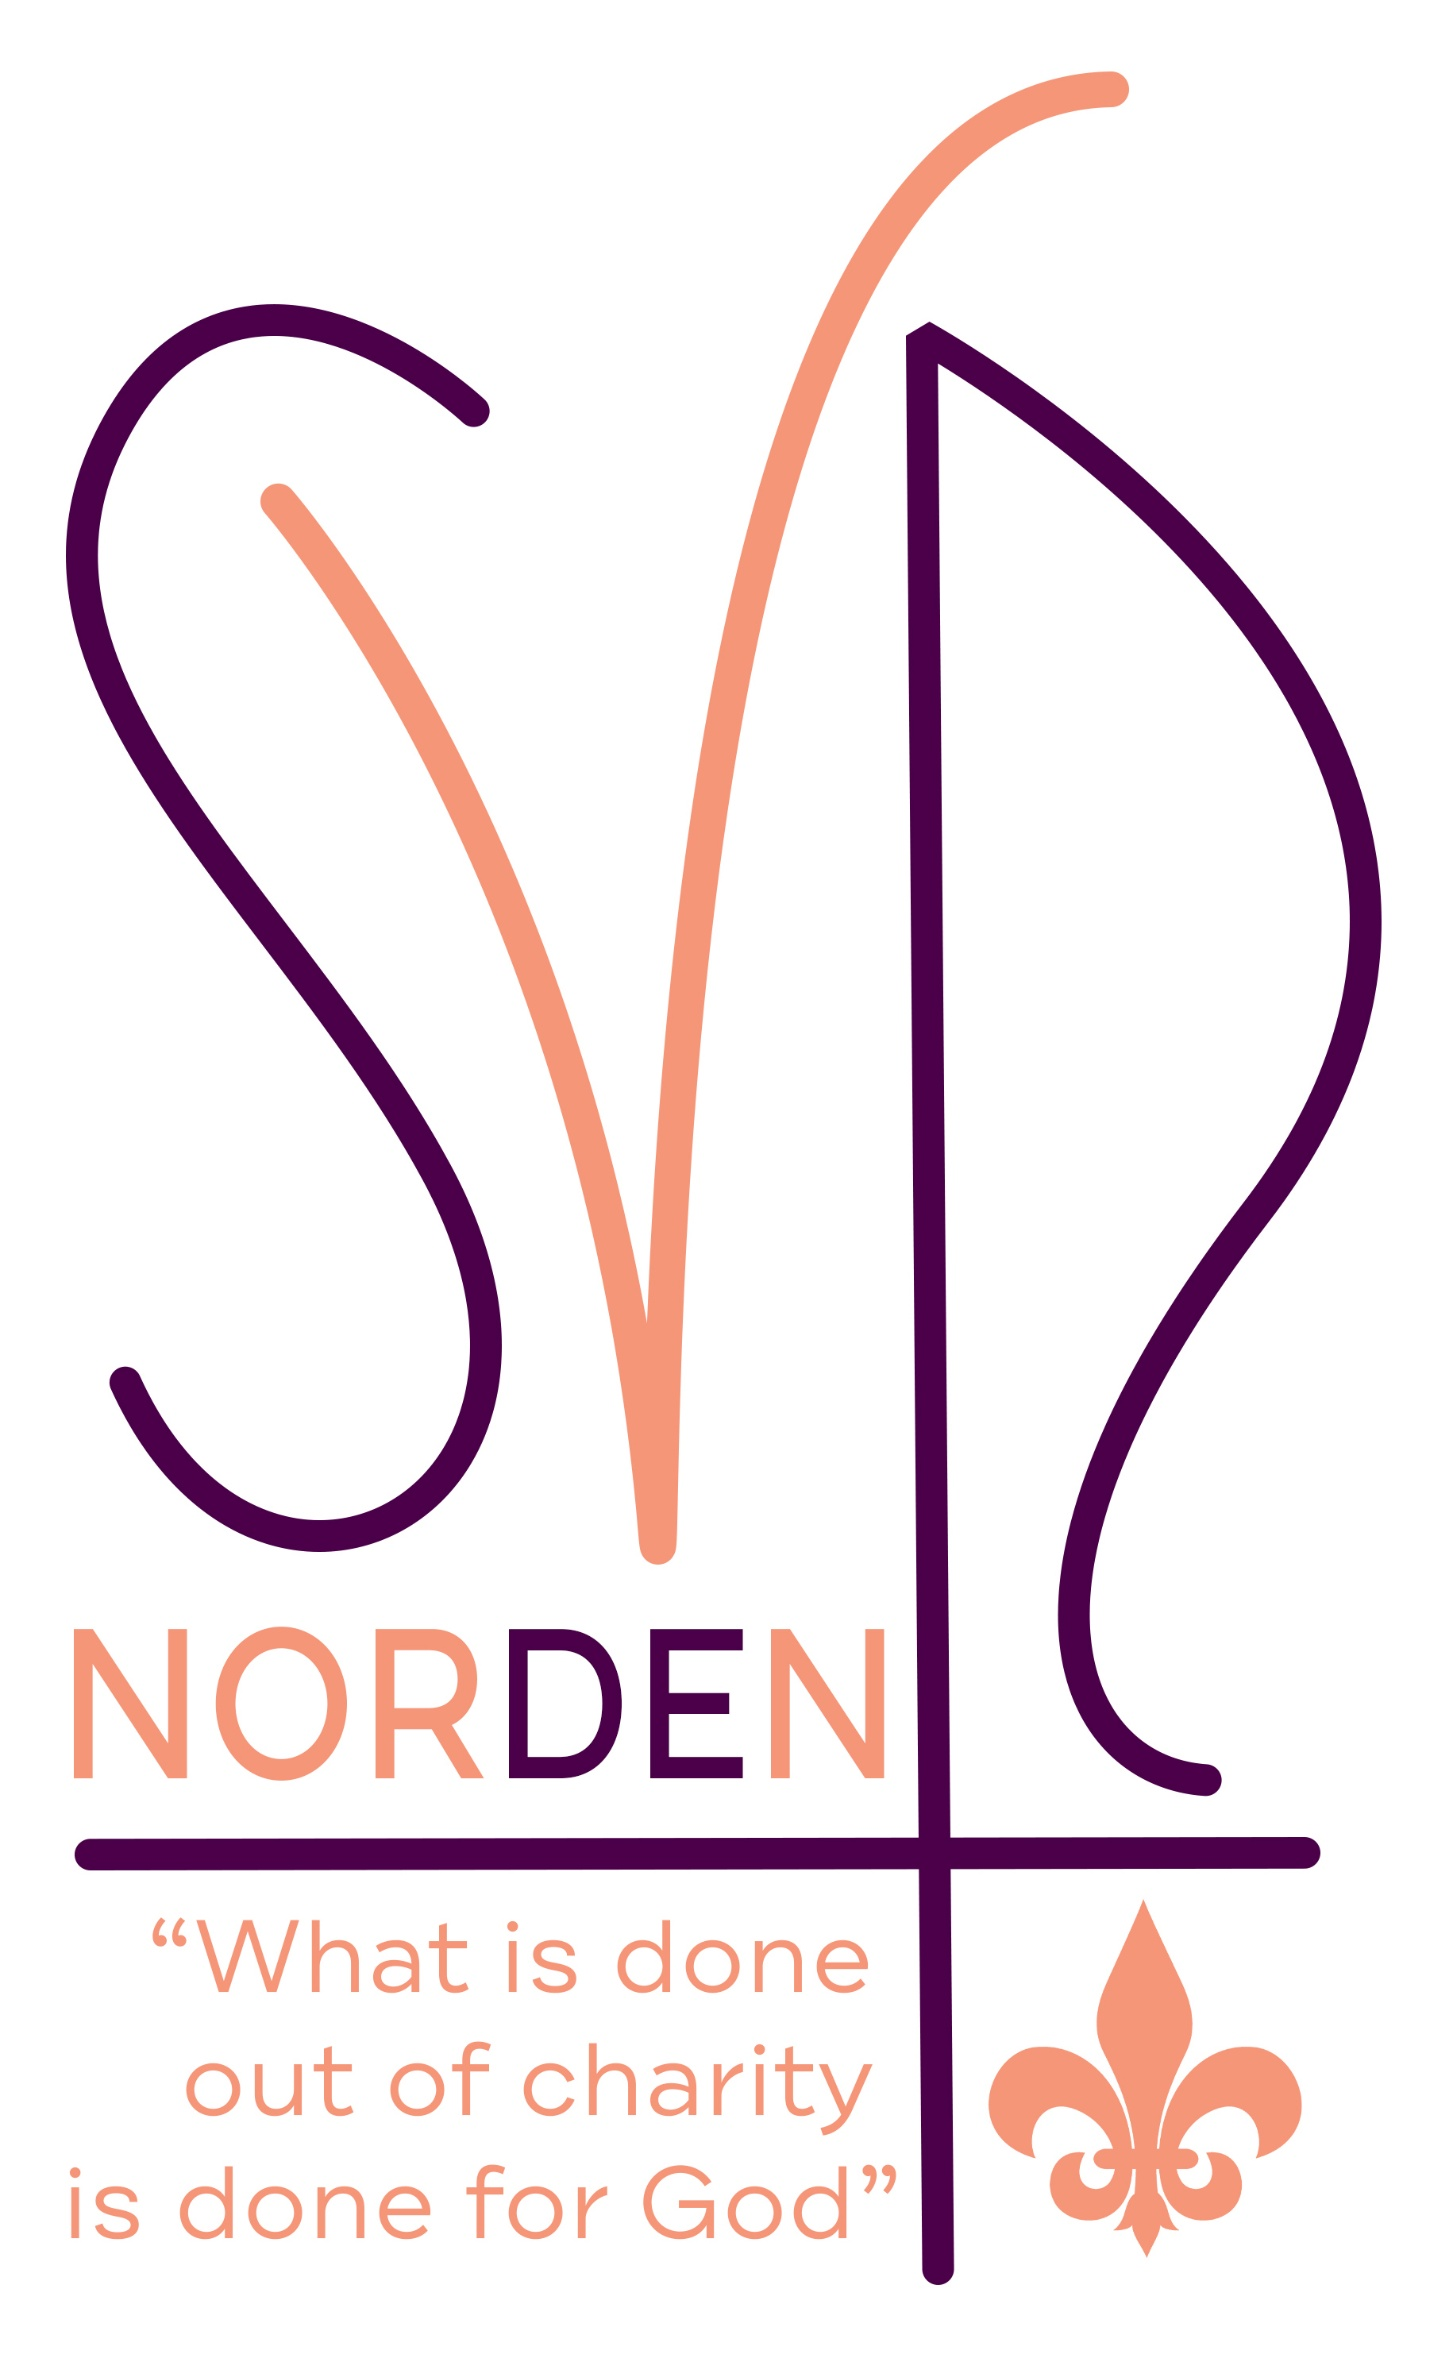 SVP
NORDEN
“What is done
out of charity
is done for God”